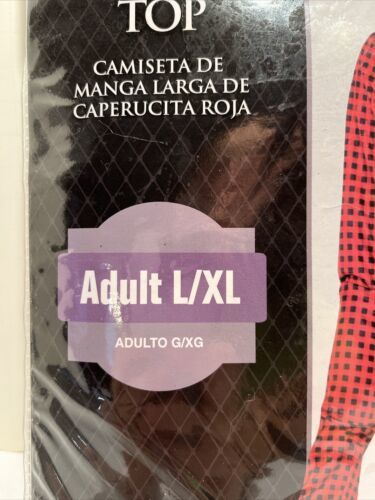 TOP
CAMISETA DE
MANGA LARGA DE
CAPERUCITA ROJA
Adult L/XL
ADULTO G/XG